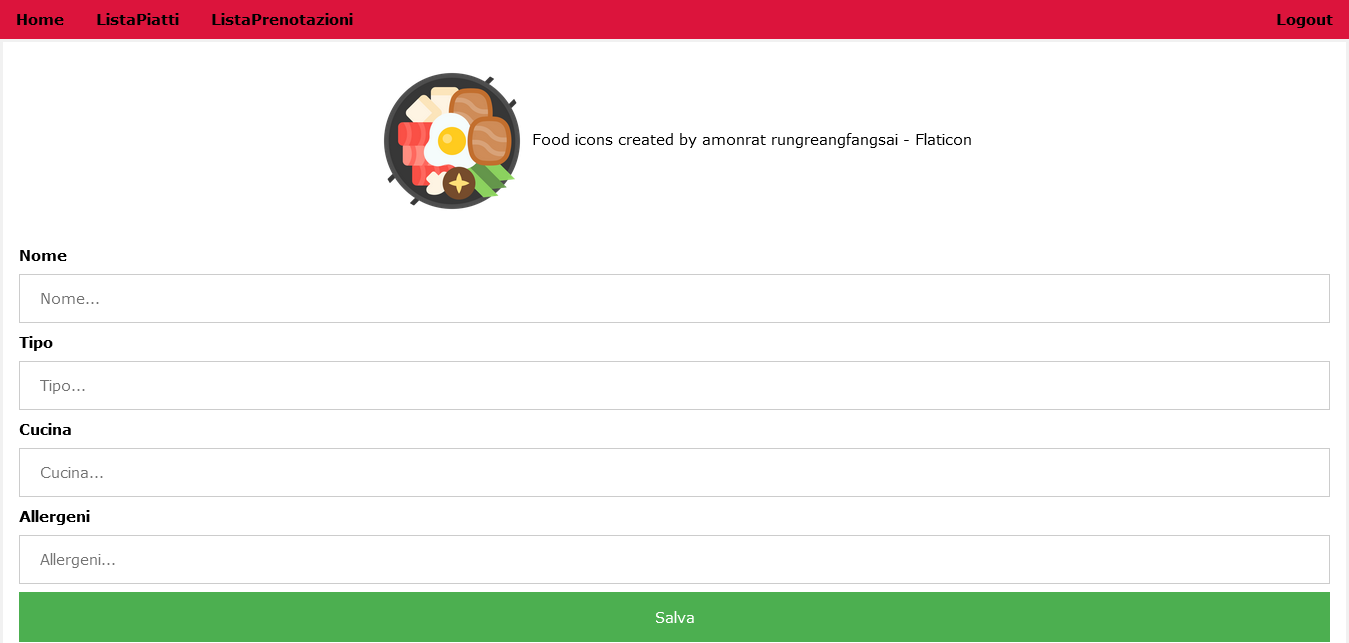 Home ListaPiatti ListaPrenotazioni Logout
Food icons created by amonrat rungreangfangsai - Flaticon
Nome
Nome...
Tipo
Tipo...
Cucina
Cucina...
Allergeni
Allergeni...
Salva